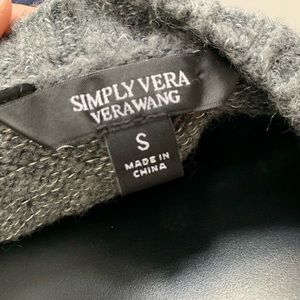 SIMPLY VERA
VERAWANG
S
MADE IN
CHINA